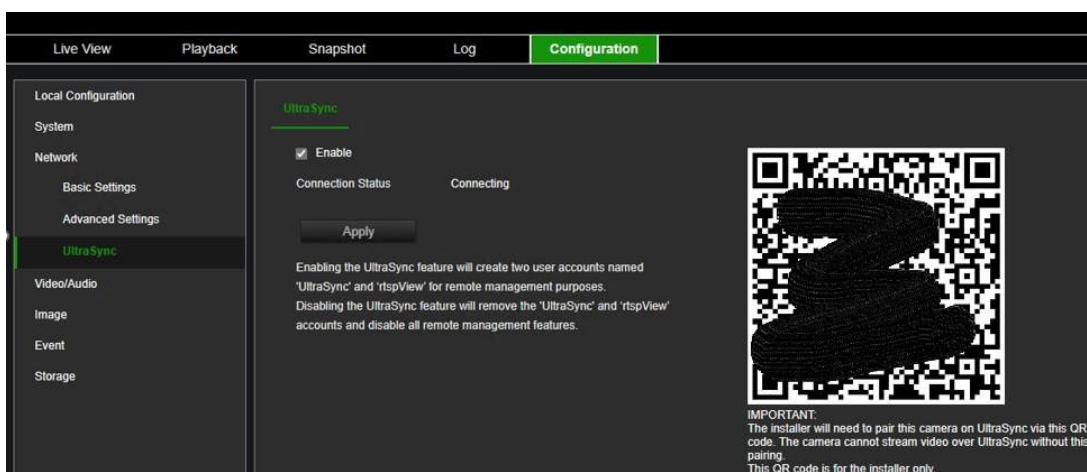 Live View Playback Snapshot Log Configuration
Local Configuration
System
Network
Basic Settings
Advanced Settings
UltraSync
Video/Audio
Image
Event
Storage
UltraSync
Enable
Connection Status Connecting
Apply
Enabling the UltraSync feature will create two user accounts named
'UltraSync' and 'rtspView' for remote management purposes.
Disabling the UltraSync feature will remove the 'UltraSync' and 'rtspView'
accounts and disable all remote management features.
IMPORTANT:
The installer will need to pair this camera on UltraSync via this QR
code. The camera cannot stream video over UltraSync without this
pairing.
This QR code is for the installer only.